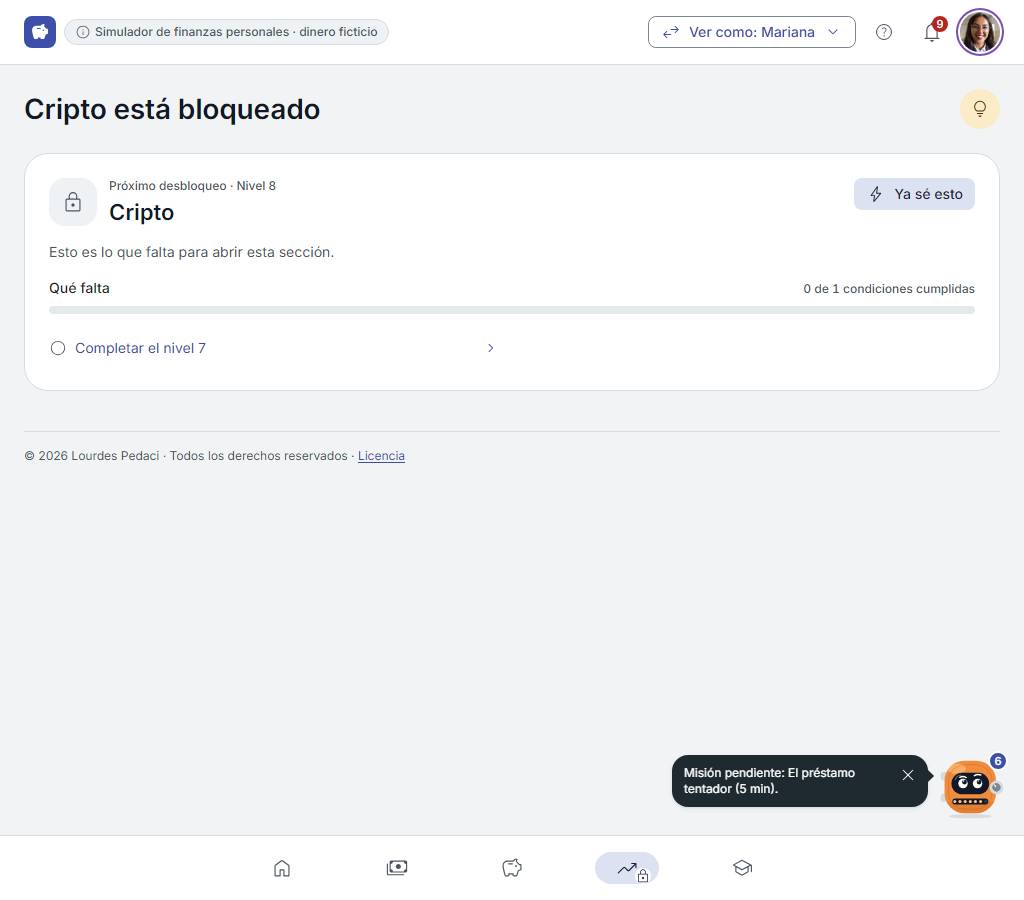 Simulador de finanzas personales · dinero ficticio
Ver como: Mariana
9
Cripto está bloqueado
Próximo desbloqueo · Nivel 8
Cripto
Ya sé esto
Esto es lo que falta para abrir esta sección.
Qué falta
0 de 1 condiciones cumplidas
Completar el nivel 7
© 2026 Lourdes Pedaci · Todos los derechos reservados · Licencia
Misión pendiente: El préstamo
tentador (5 min).
6